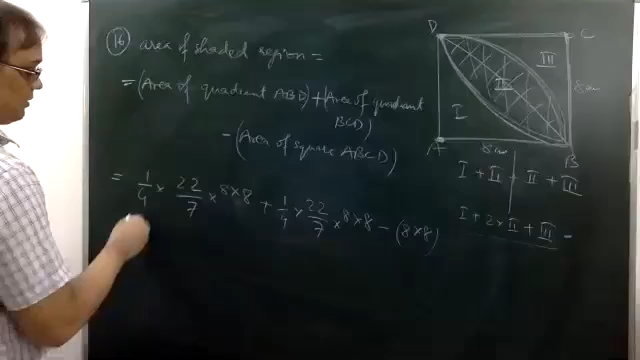 16 area of shaded region =
= (Area of quadrant ABD) + (Area of quadrant BCD)
- (Area of square ABCD)
= 1/4 × 22/7 × 8×8 + 1/4 × 22/7 × 8×8 - (8×8)
D C
III
II
8cm
I
A 8cm B
I + II + II + III
I + 2×II + III -